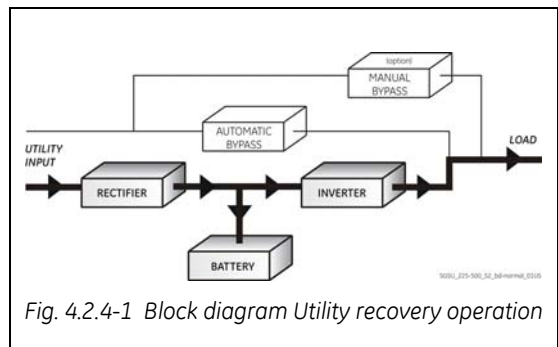 (option)
MANUAL
BYPASS
AUTOMATIC
BYPASS
UTILITY
INPUT
LOAD
RECTIFIER
INVERTER
BATTERY
Fig. 4.2.4-1 Block diagram Utility recovery operation